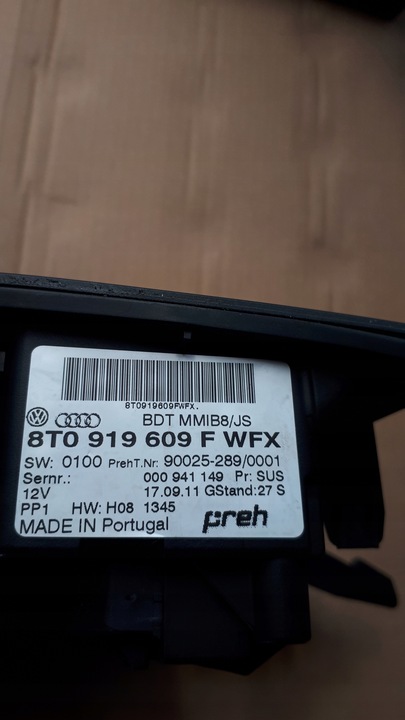 8T0919609FWFX.
BDT MMIB8/JS
8T0 919 609 F WFX
SW: 0100 PrehT.Nr: 90025-289/0001
Sernr.: 000 941 149 Pr: SUS
12V 17.09.11 GStand: 27 S
PP1 HW: H08 1345
MADE IN Portugal preh